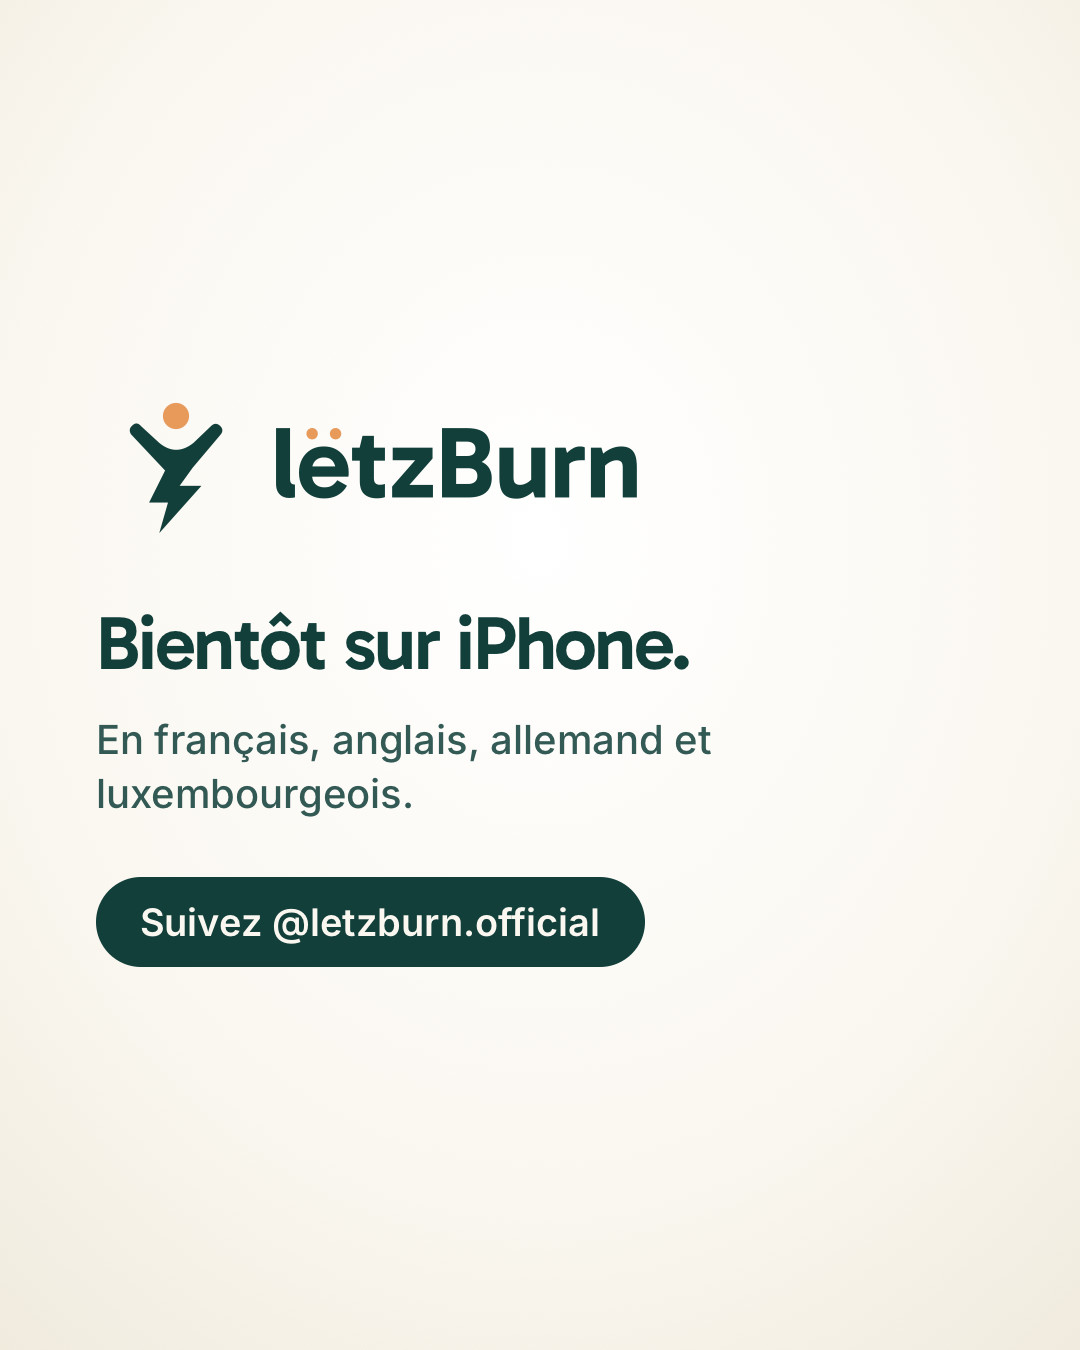 lëtzBurn
Bientôt sur iPhone.
En français, anglais, allemand et
luxembourgeois.
Suivez @letzburn.official